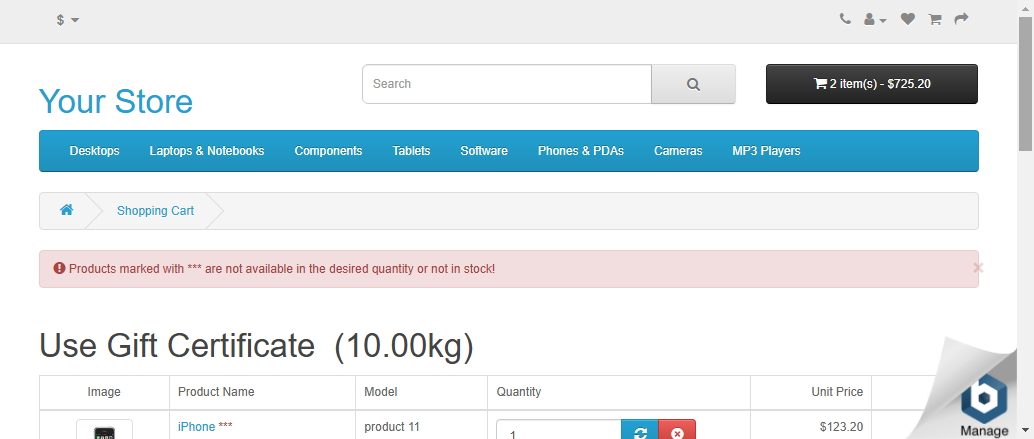 $
Search
2 item(s) - $725.20
Your Store
Desktops Laptops & Notebooks Components Tablets Software Phones & PDAs Cameras MP3 Players
Shopping Cart
Products marked with *** are not available in the desired quantity or not in stock!
×
Use Gift Certificate (10.00kg)
Image Product Name Model Quantity Unit Price
iPhone *** product 11 1 $123.20
Manage